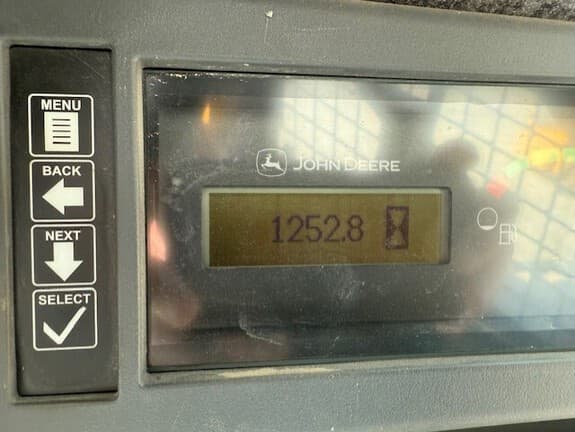 MENU
BACK
NEXT
SELECT
JOHN DEERE
1252.8